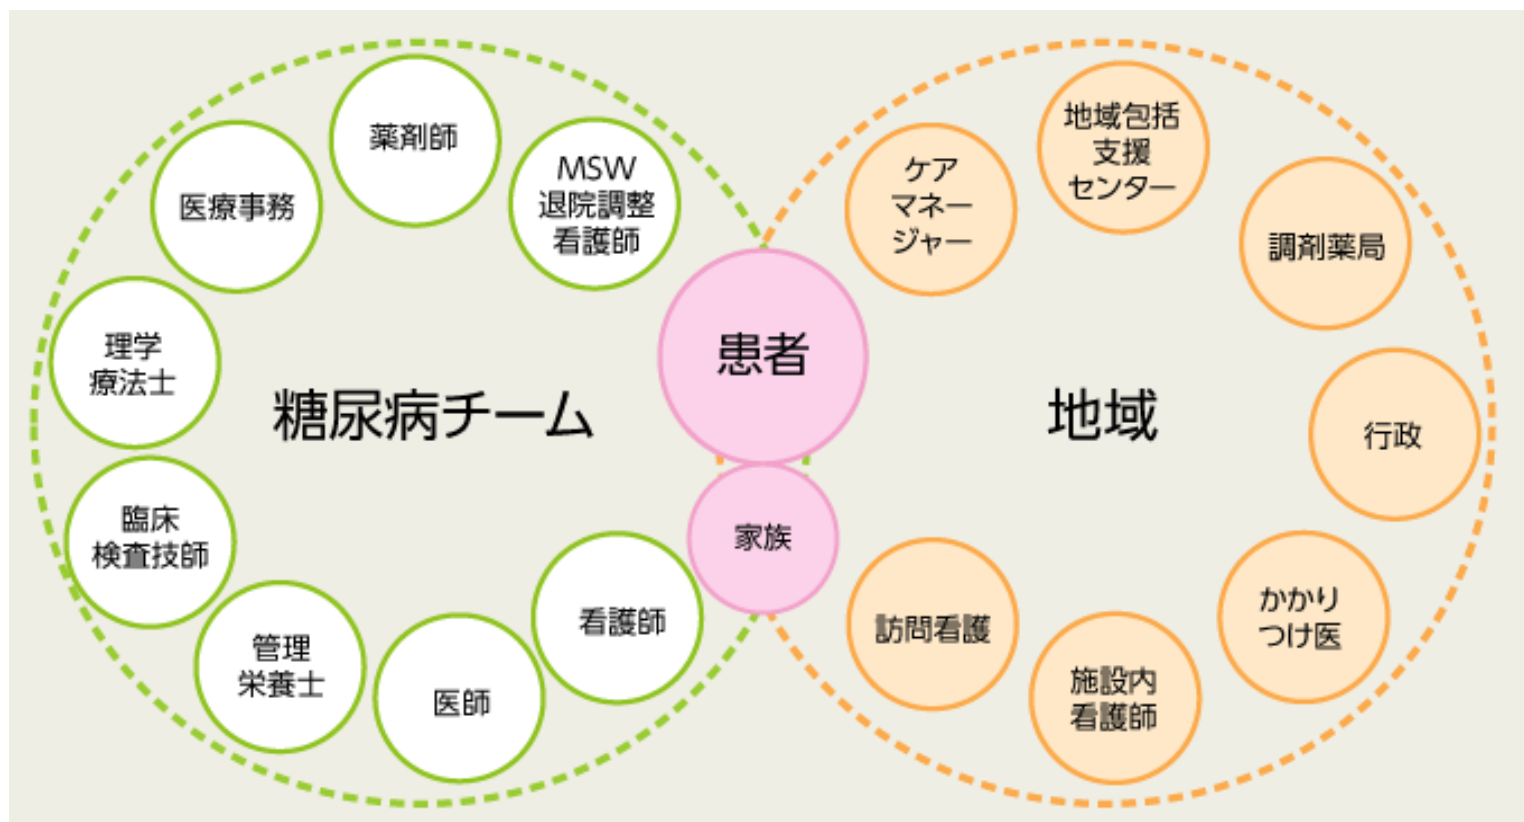 薬剤師
MSW
退院調整
看護師
医療事務
理学
療法士
臨床
検査技師
管理
栄養士
医師
看護師
糖尿病チーム
患者
家族
地域
ケア
マネー
ジャー
地域包括
支援
センター
調剤薬局
行政
かかり
つけ医
施設内
看護師
訪問看護